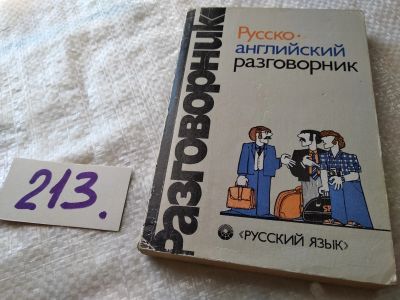 213.
Разговорник
Русско-
английский
разговорник
«РУССКИЙ ЯЗЫК»